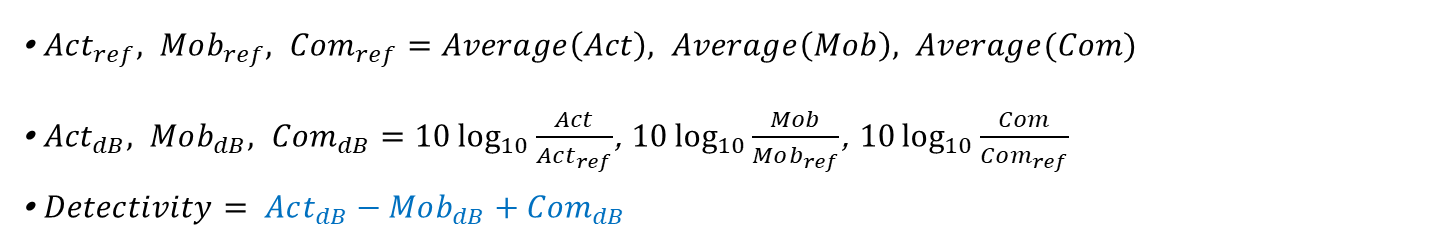 • Act_ref, Mob_ref, Com_ref = Average(Act), Average(Mob), Average(Com)
• Act_dB, Mob_dB, Com_dB = 10 log_10 Act/Act_ref, 10 log_10 Mob/Mob_ref, 10 log_10 Com/Com_ref
• Detectivity = Act_dB − Mob_dB + Com_dB